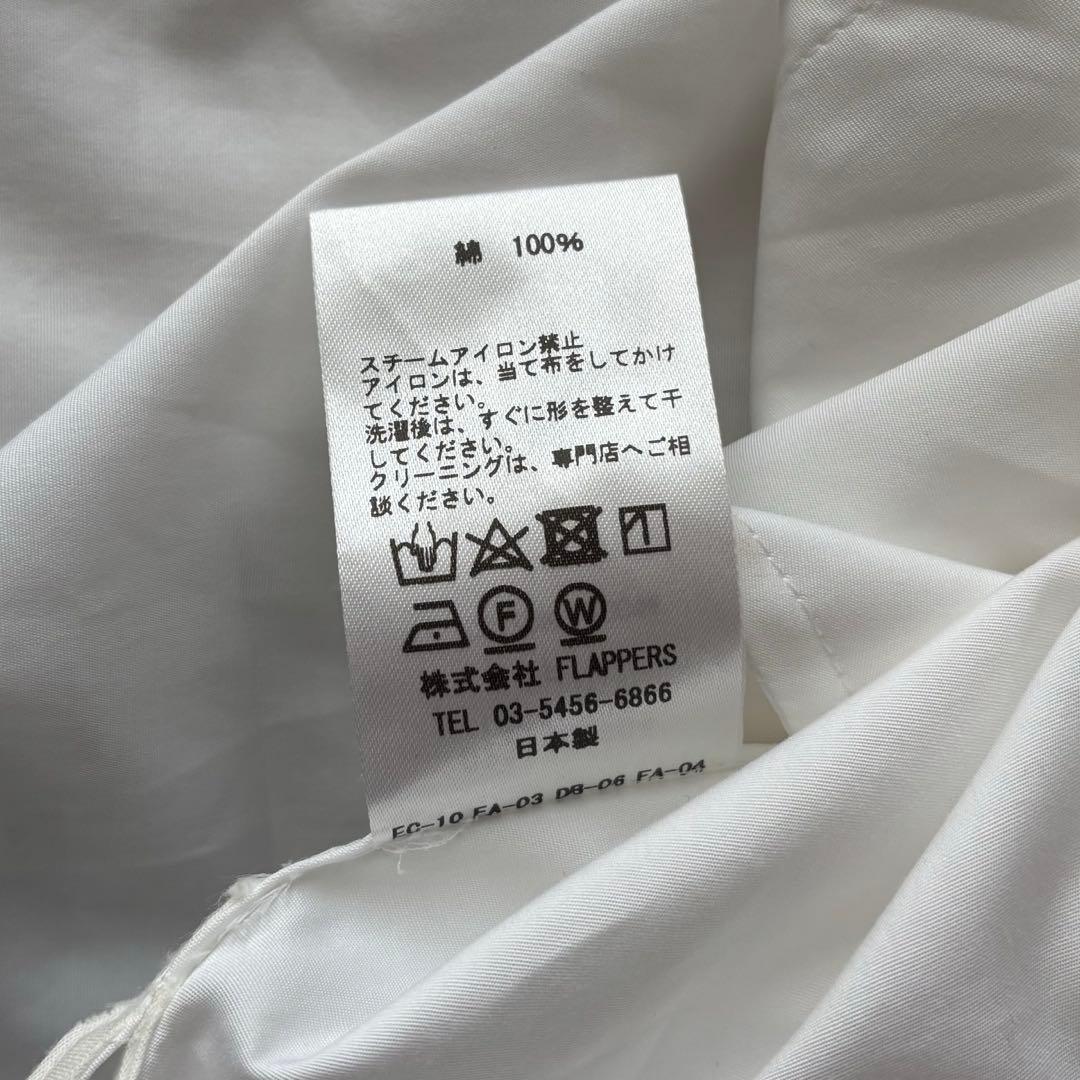 綿 100%
スチームアイロン禁止
アイロンは、当て布をしてかけ
てください。
洗濯後は、すぐに形を整えて干
してください。
クリーニングは、専門店へご相
談ください。
F W
株式会社 FLAPPERS
TEL 03-5456-6866
日本製
FC-10 FA-03 DB-06 FA-04